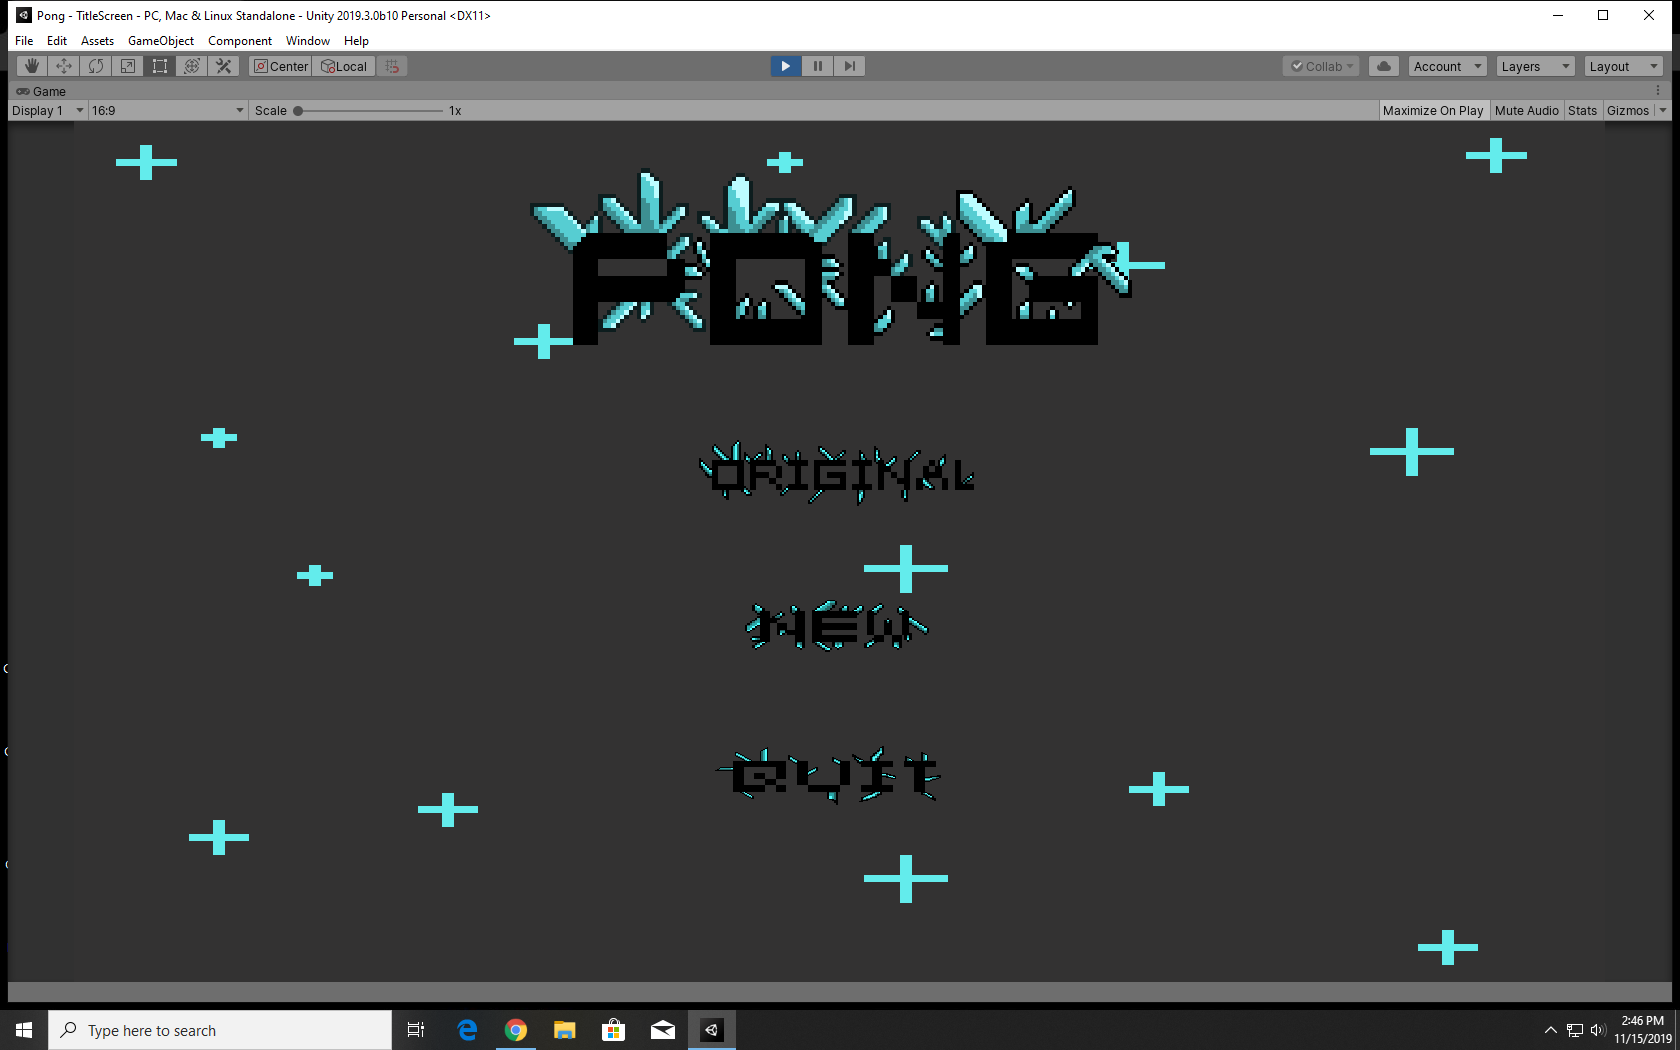 Pong - TitleScreen - PC, Mac & Linux Standalone - Unity 2019.3.0b10 Personal <DX11>
File Edit Assets GameObject Component Window Help
Center Local Collab Account Layers Layout
Game
Display 1 16:9 Scale 1x Maximize On Play Mute Audio Stats Gizmos
PONG
ORIGINAL
NEW
QUIT
Type here to search
2:46 PM
11/15/2019